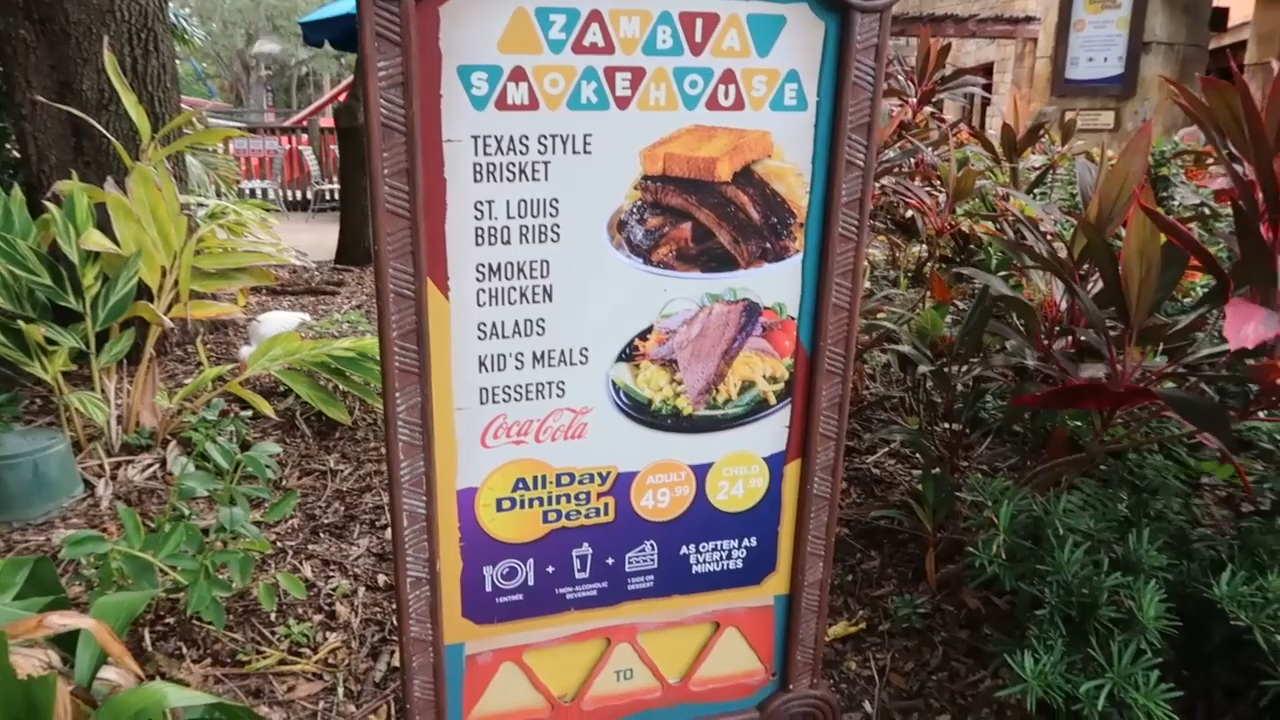 ZAMBIA
SMOKEHOUSE
TEXAS STYLE
BRISKET
ST. LOUIS
BBQ RIBS
SMOKED
CHICKEN
SALADS
KID'S MEALS
DESSERTS
Coca-Cola
All-Day
Dining
Deal
ADULT
49.99
CHILD
24.99
1 ENTRÉE
+
1 NON-ALCOHOLIC
BEVERAGE
+
1 SIDE OR
DESSERT
AS OFTEN AS
EVERY 90
MINUTES
TO